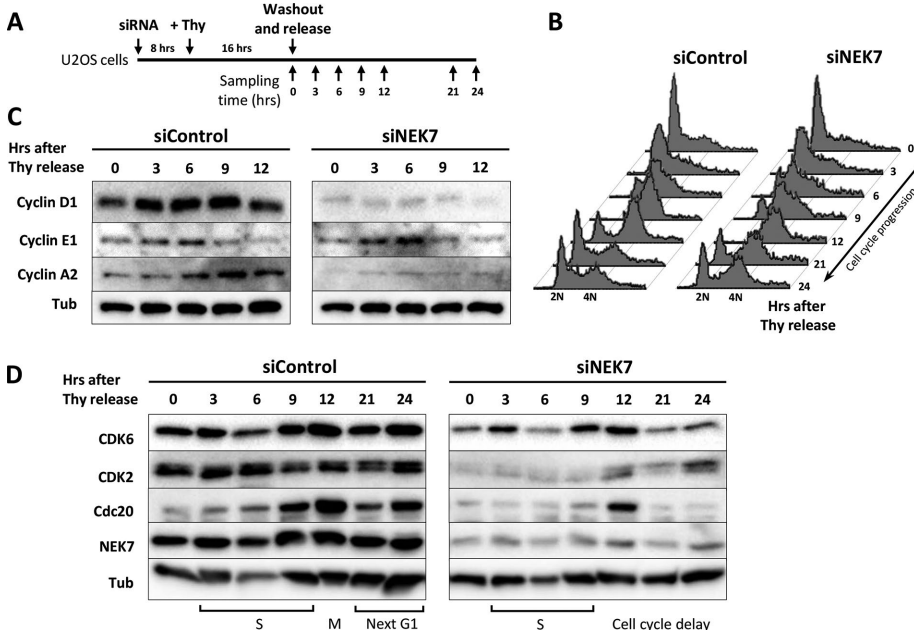 A
siRNA + Thy
Washout
and release
8 hrs 16 hrs
U2OS cells
Sampling
time (hrs)
0 3 6 9 12 21 24
B
siControl siNEK7
0
3
6
9
12
21
24
Cell cycle progression
2N 4N 2N 4N
Hrs after
Thy release
C
siControl siNEK7
Hrs after
Thy release
0 3 6 9 12 0 3 6 9 12
Cyclin D1
Cyclin E1
Cyclin A2
Tub
D
siControl siNEK7
Hrs after
Thy release
0 3 6 9 12 21 24 0 3 6 9 12 21 24
CDK6
CDK2
Cdc20
NEK7
Tub
S M Next G1 S Cell cycle delay